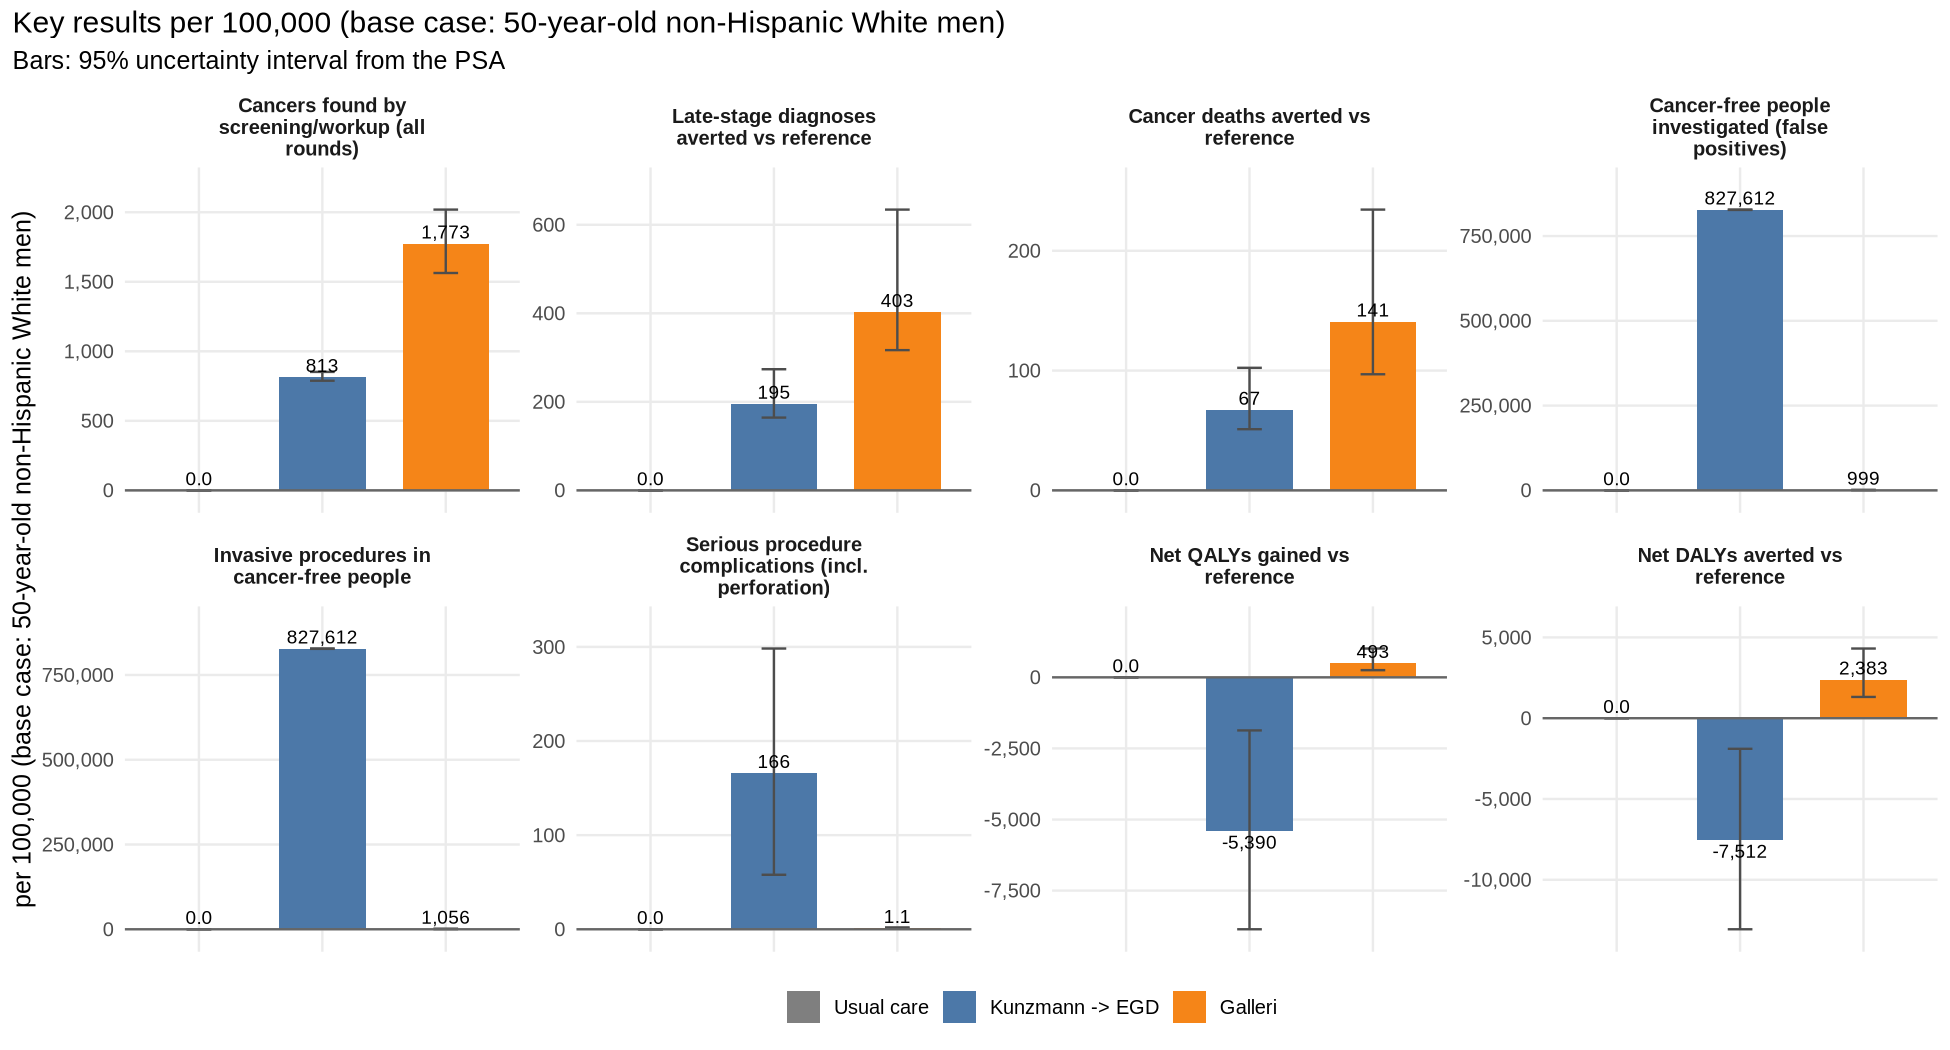 Key results per 100,000 (base case: 50-year-old non-Hispanic White men)
Bars: 95% uncertainty interval from the PSA
per 100,000 (base case: 50-year-old non-Hispanic White men)
Cancers found by
screening/workup (all
rounds)
2,000
1,500
1,000
500
0
0.0
813
1,773
Late-stage diagnoses
averted vs reference
600
400
200
0
0.0
195
403
Cancer deaths averted vs
reference
200
100
0
0.0
67
141
Cancer-free people
investigated (false
positives)
750,000
500,000
250,000
0
0.0
827,612
999
Invasive procedures in
cancer-free people
750,000
500,000
250,000
0
0.0
827,612
1,056
Serious procedure
complications (incl.
perforation)
300
200
100
0
0.0
166
1.1
Net QALYs gained vs
reference
0
-2,500
-5,000
-7,500
0.0
-5,390
493
Net DALYs averted vs
reference
5,000
0
-5,000
-10,000
0.0
-7,512
2,383
Usual care
Kunzmann -> EGD
Galleri